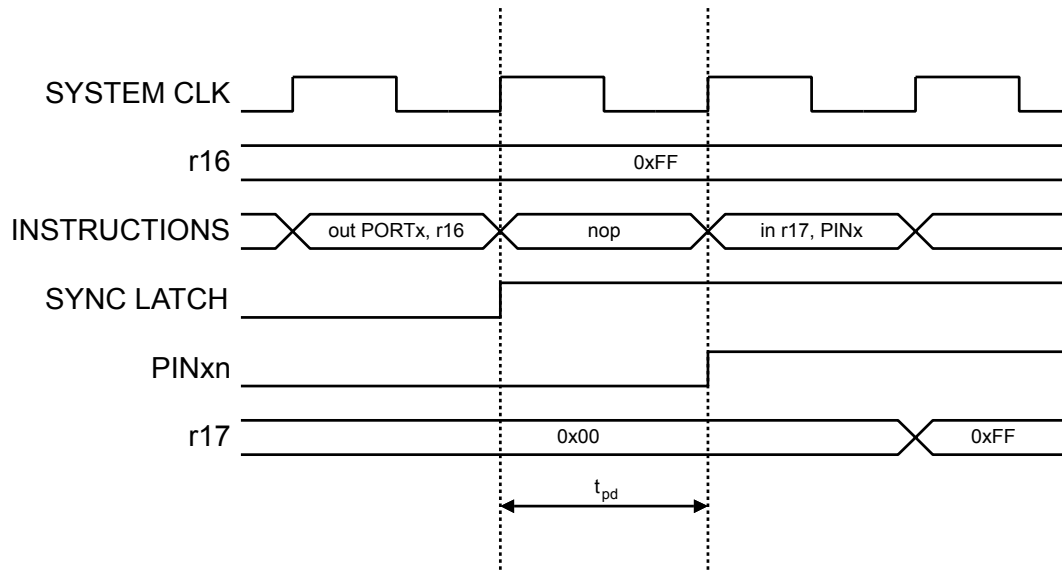 SYSTEM CLK
r16 0xFF
INSTRUCTIONS out PORTx, r16 nop in r17, PINx
SYNC LATCH
PINxn
r17 0x00 0xFF
tpd